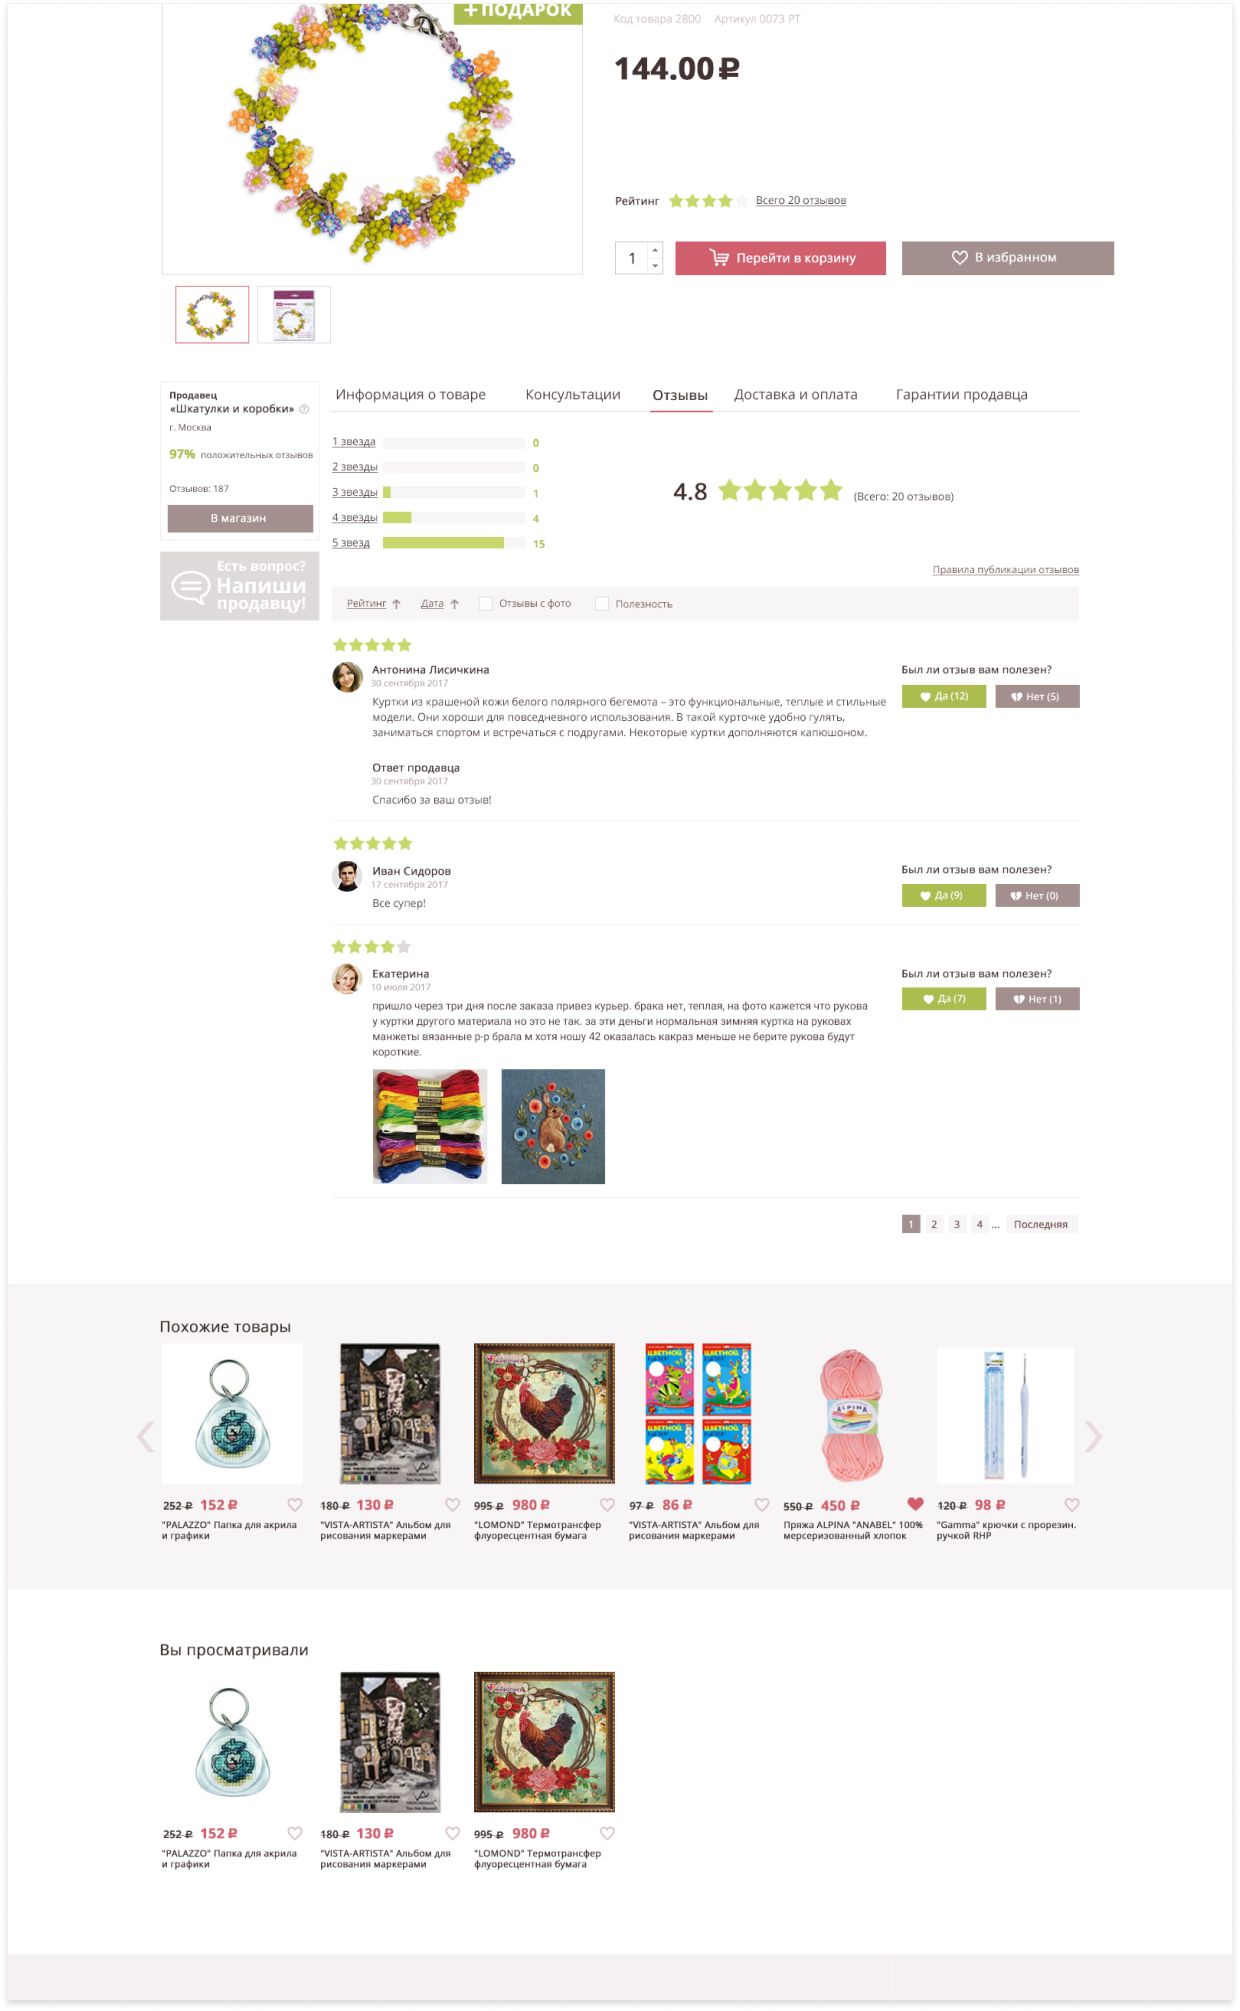 +ПОДАРОК
Код товара 2800 Артикул 0073 РТ
144.00 ₽
Рейтинг Всего 20 отзывов
1 Перейти в корзину В избранном
Продавец
«Шкатулки и коробки»
г. Москва
97% положительных отзывов
Отзывов: 187
В магазин
Есть вопрос?
Напиши
продавцу!
Информация о товаре Консультации Отзывы Доставка и оплата Гарантии продавца
1 звезда 0
2 звезды 0
3 звезды 1
4 звезды 4
5 звезд 15
4.8 (Всего: 20 отзывов)
Правила публикации отзывов
Рейтинг Дата Отзывы с фото Полезность
Антонина Лисичкина
30 сентября 2017
Куртки из крашеной кожи белого полярного бегемота – это функциональные, теплые и стильные
модели. Они хороши для повседневного использования. В такой курточке удобно гулять,
заниматься спортом и встречаться с подругами. Некоторые куртки дополняются капюшоном.
Был ли отзыв вам полезен?
Да (12) Нет (5)
Ответ продавца
30 сентября 2017
Спасибо за ваш отзыв!
Иван Сидоров
17 сентября 2017
Все супер!
Был ли отзыв вам полезен?
Да (9) Нет (0)
Екатерина
10 июля 2017
пришло через три дня после заказа привез курьер. брака нет, теплая, на фото кажется что рукова
у куртки другого материала но это не так. за эти деньги нормальная зимняя куртка на руковах
манжеты вязанные р-р брала м хотя ношу 42 оказалась какраз меньше не берите рукова будут
короткие.
Был ли отзыв вам полезен?
Да (7) Нет (1)
1 2 3 4 ... Последняя
Похожие товары
ЦВЕТНОЙ
ЦВЕТНОЙ
ЦВЕТНОЙ
ЦВЕТНОЙ
ALPINA
252 ₽ 152 ₽
"PALAZZO" Папка для акрила
и графики
180 ₽ 130 ₽
"VISTA-ARTISTA" Альбом для
рисования маркерами
995 ₽ 980 ₽
"LOMOND" Термотрансфер
флуоресцентная бумага
97 ₽ 86 ₽
"VISTA-ARTISTA" Альбом для
рисования маркерами
550 ₽ 450 ₽
Пряжа ALPINA "ANABEL" 100%
мерсеризованный хлопок
120 ₽ 98 ₽
"Gamma" крючки с прорезин.
ручкой RHP
Вы просматривали
252 ₽ 152 ₽
"PALAZZO" Папка для акрила
и графики
180 ₽ 130 ₽
"VISTA-ARTISTA" Альбом для
рисования маркерами
995 ₽ 980 ₽
"LOMOND" Термотрансфер
флуоресцентная бумага